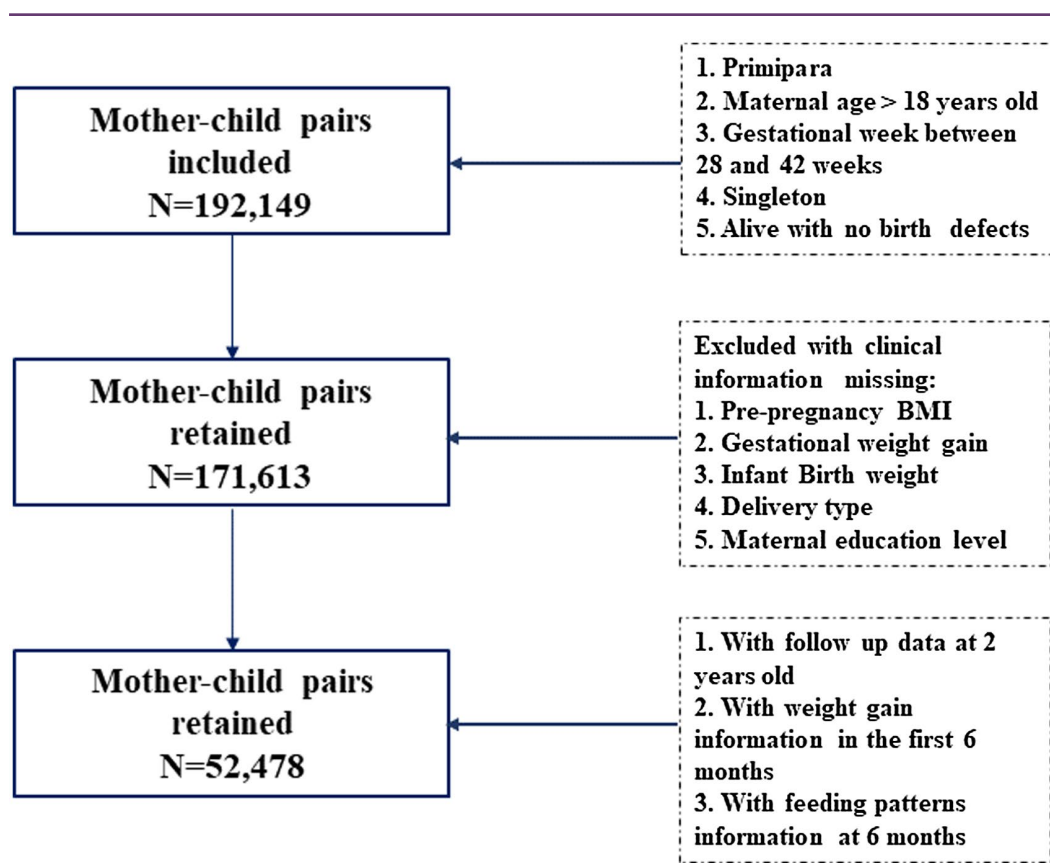 Mother-child pairs
included
N=192,149
1. Primipara
2. Maternal age > 18 years old
3. Gestational week between
28 and 42 weeks
4. Singleton
5. Alive with no birth defects
Mother-child pairs
retained
N=171,613
Excluded with clinical
information missing:
1. Pre-pregnancy BMI
2. Gestational weight gain
3. Infant Birth weight
4. Delivery type
5. Maternal education level
Mother-child pairs
retained
N=52,478
1. With follow up data at 2
years old
2. With weight gain
information in the first 6
months
3. With feeding patterns
information at 6 months